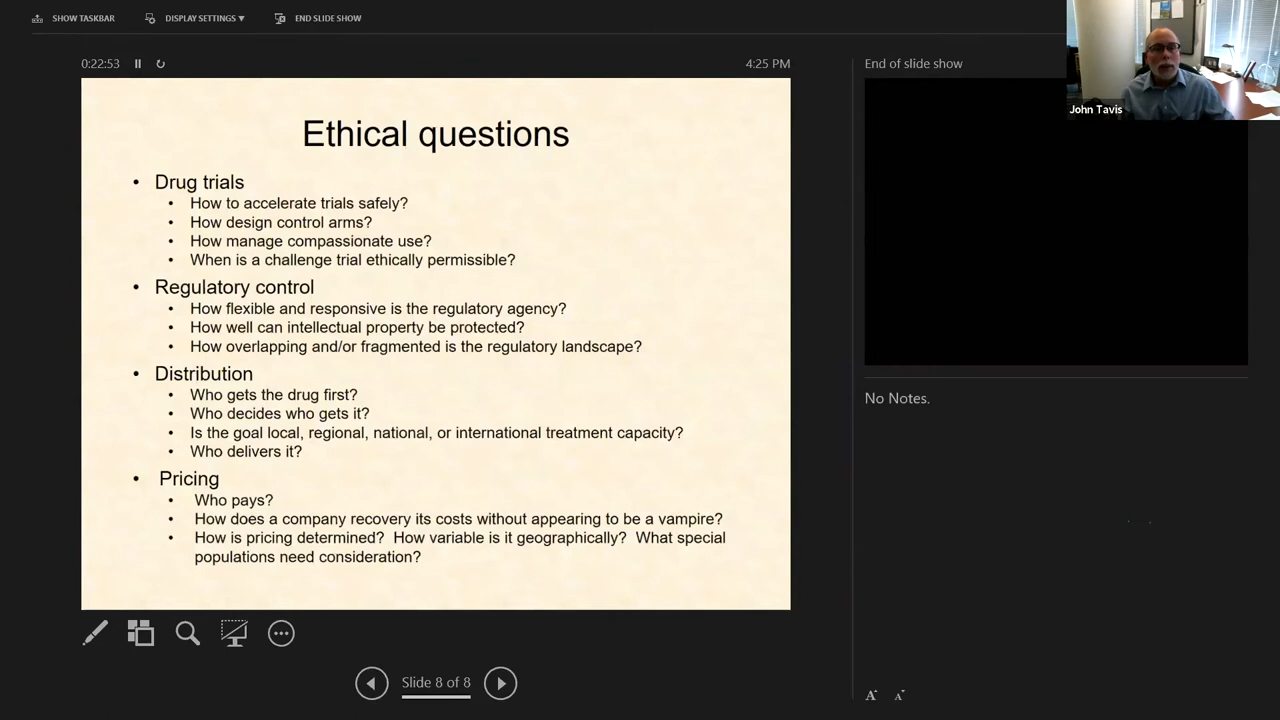 SHOW TASKBAR
DISPLAY SETTINGS ▼
END SLIDE SHOW
0:22:53
4:25 PM
End of slide show
John Tavis
Ethical questions
• Drug trials
• How to accelerate trials safely?
• How design control arms?
• How manage compassionate use?
• When is a challenge trial ethically permissible?
• Regulatory control
• How flexible and responsive is the regulatory agency?
• How well can intellectual property be protected?
• How overlapping and/or fragmented is the regulatory landscape?
• Distribution
• Who gets the drug first?
• Who decides who gets it?
• Is the goal local, regional, national, or international treatment capacity?
• Who delivers it?
• Pricing
• Who pays?
• How does a company recovery its costs without appearing to be a vampire?
• How is pricing determined? How variable is it geographically? What special
populations need consideration?
No Notes.
Slide 8 of 8
A A